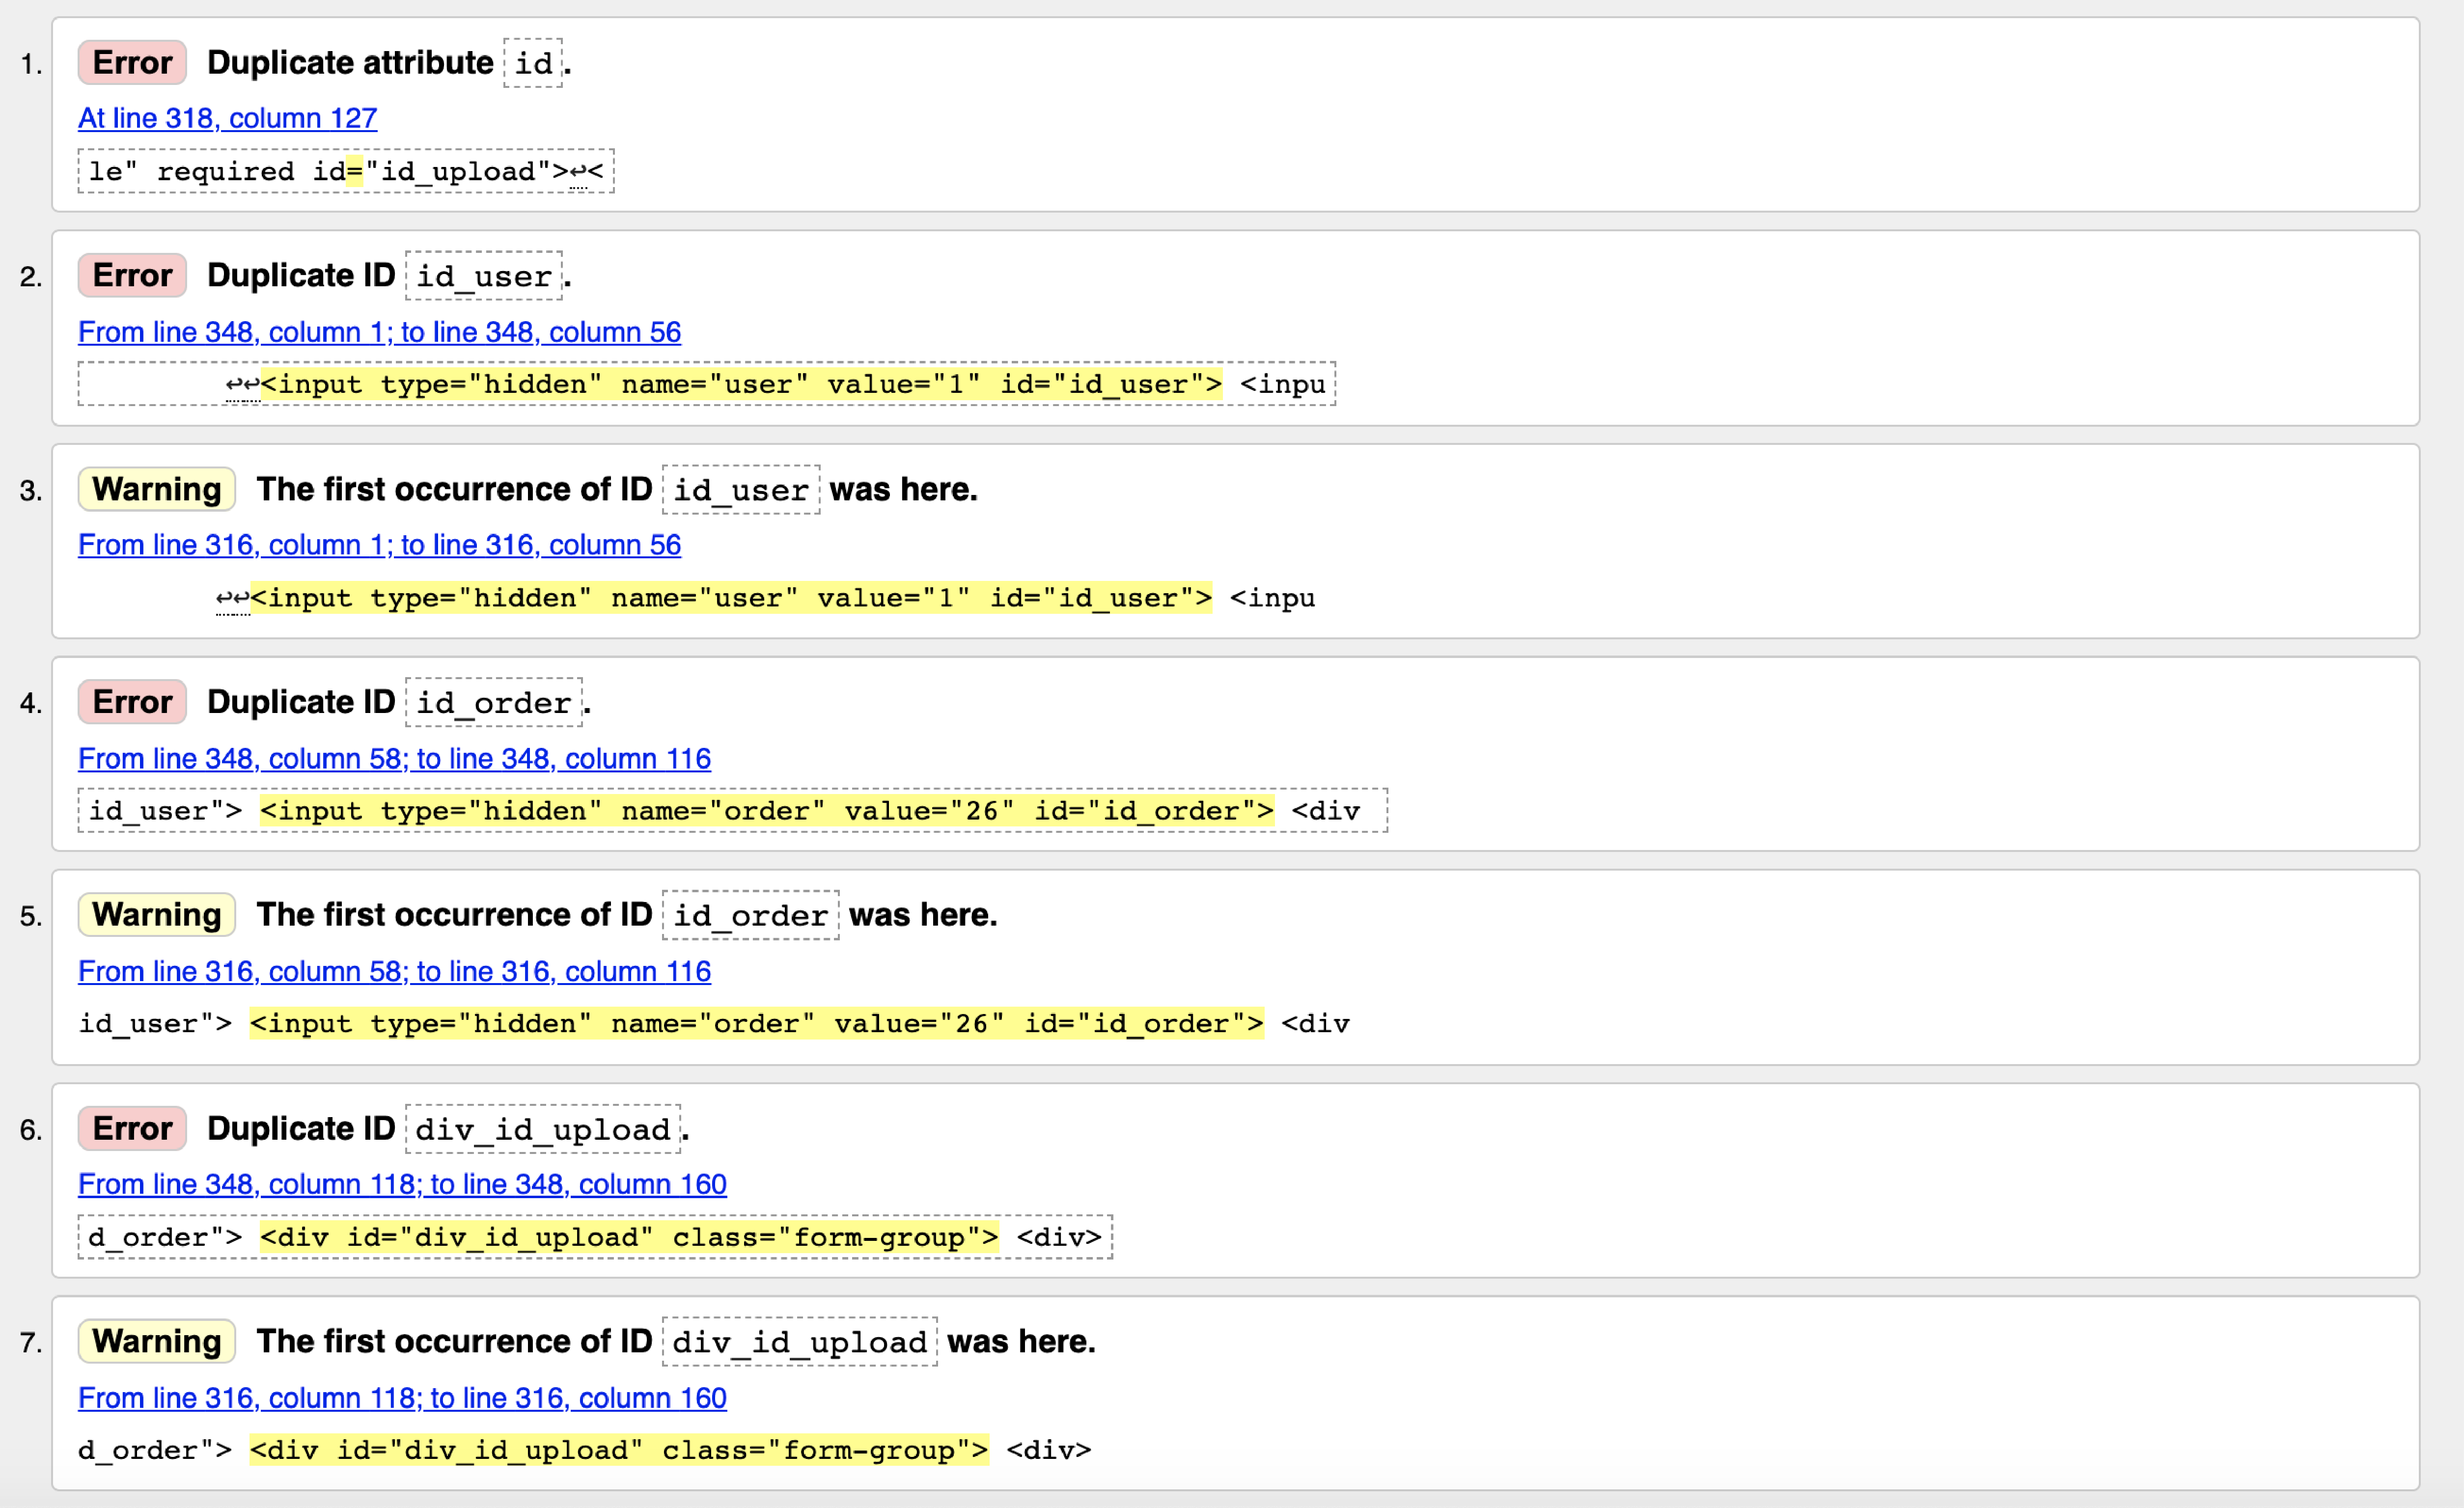 1. Error Duplicate attribute id.
At line 318, column 127
le" required id="id_upload">↩<
2. Error Duplicate ID id_user.
From line 348, column 1; to line 348, column 56
↩↩<input type="hidden" name="user" value="1" id="id_user"> <inpu
3. Warning The first occurrence of ID id_user was here.
From line 316, column 1; to line 316, column 56
↩↩<input type="hidden" name="user" value="1" id="id_user"> <inpu
4. Error Duplicate ID id_order.
From line 348, column 58; to line 348, column 116
id_user"> <input type="hidden" name="order" value="26" id="id_order"> <div
5. Warning The first occurrence of ID id_order was here.
From line 316, column 58; to line 316, column 116
id_user"> <input type="hidden" name="order" value="26" id="id_order"> <div
6. Error Duplicate ID div_id_upload.
From line 348, column 118; to line 348, column 160
d_order"> <div id="div_id_upload" class="form-group"> <div>
7. Warning The first occurrence of ID div_id_upload was here.
From line 316, column 118; to line 316, column 160
d_order"> <div id="div_id_upload" class="form-group"> <div>